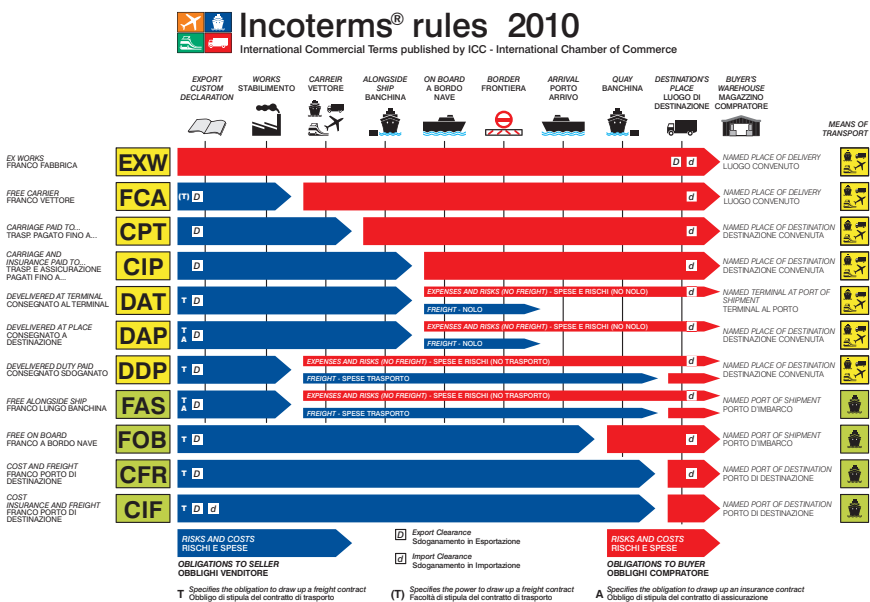 Incoterms® rules 2010
International Commercial Terms published by ICC - International Chamber of Commerce
EXPORT
CUSTOM
DECLARATION
WORKS
STABILIMENTO
CARREIR
VETTORE
ALONGSIDE
SHIP
BANCHINA
ON BOARD
A BORDO
NAVE
BORDER
FRONTIERA
ARRIVAL
PORTO
ARRIVO
QUAY
BANCHINA
DESTINATION'S
PLACE
LUOGO DI
DESTINAZIONE
BUYER'S
WAREHOUSE
MAGAZZINO
COMPRATORE
MEANS OF
TRANSPORT
EX WORKS
FRANCO FABBRICA
EXW
D d
NAMED PLACE OF DELIVERY
LUOGO CONVENUTO
FREE CARRIER
FRANCO VETTORE
FCA
(T) D
d
NAMED PLACE OF DELIVERY
LUOGO CONVENUTO
CARRIAGE PAID TO...
TRASP. PAGATO FINO A...
CPT
D
d
NAMED PLACE OF DESTINATION
DESTINAZIONE CONVENUTA
CARRIAGE AND
INSURANCE PAID TO...
TRASP. E ASSICURAZIONE
PAGATI FINO A...
CIP
D
d
NAMED PLACE OF DESTINATION
DESTINAZIONE CONVENUTA
DEVELIVERED AT TERMINAL
CONSEGNATO AL TERMINAL
DAT
T D
EXPENSES AND RISKS (NO FREIGHT) - SPESE E RISCHI (NO NOLO)
d
FREIGHT - NOLO
NAMED TERMINAL AT PORT OF
SHIPMENT
TERMINAL AL PORTO
DEVELIVERED AT PLACE
CONSEGNATO A
DESTINAZIONE
DAP
T D
A
EXPENSES AND RISKS (NO FREIGHT) - SPESE E RISCHI (NO NOLO)
d
FREIGHT - NOLO
NAMED PLACE OF DESTINATION
DESTINAZIONE CONVENUTA
DEVELIVERED DUTY PAID
CONSEGNATO SDOGANATO
DDP
T D
EXPENSES AND RISKS (NO FREIGHT) - SPESE E RISCHI (NO TRASPORTO)
d
FREIGHT - SPESE TRASPORTO
NAMED PLACE OF DESTINATION
DESTINAZIONE CONVENUTA
FREE ALONGSIDE SHIP
FRANCO LUNGO BANCHINA
FAS
T D
A
EXPENSES AND RISKS (NO FREIGHT) - SPESE E RISCHI (NO TRASPORTO)
d
FREIGHT - SPESE TRASPORTO
NAMED PORT OF SHIPMENT
PORTO D'IMBARCO
FREE ON BOARD
FRANCO A BORDO NAVE
FOB
T D
d
NAMED PORT OF SHIPMENT
PORTO D'IMBARCO
COST AND FREIGHT
FRANCO PORTO DI
DESTINAZIONE
CFR
T D
d
NAMED PORT OF DESTINATION
PORTO DI DESTINAZIONE
COST
INSURANCE AND FREIGHT
FRANCO PORTO DI
DESTINAZIONE
CIF
T D d
NAMED PORT OF DESTINATION
PORTO DI DESTINAZIONE
RISKS AND COSTS
RISCHI E SPESE
OBLIGATIONS TO SELLER
OBBLIGHI VENDITORE
D Export Clearance
Sdoganamento in Esportazione
d Import Clearance
Sdoganamento in Importazione
RISKS AND COSTS
RISCHI E SPESE
OBLIGATIONS TO BUYER
OBBLIGHI COMPRATORE
T Specifies the obligation to draw up a freight contract
Obbligo di stipula del contratto di trasporto
(T) Specifies the power to draw up a freight contract
Facoltà di stipula del contratto di trasporto
A Specifies the obligation to drawp up an insurance contract
Obbligo di stipula del contratto di assicurazione